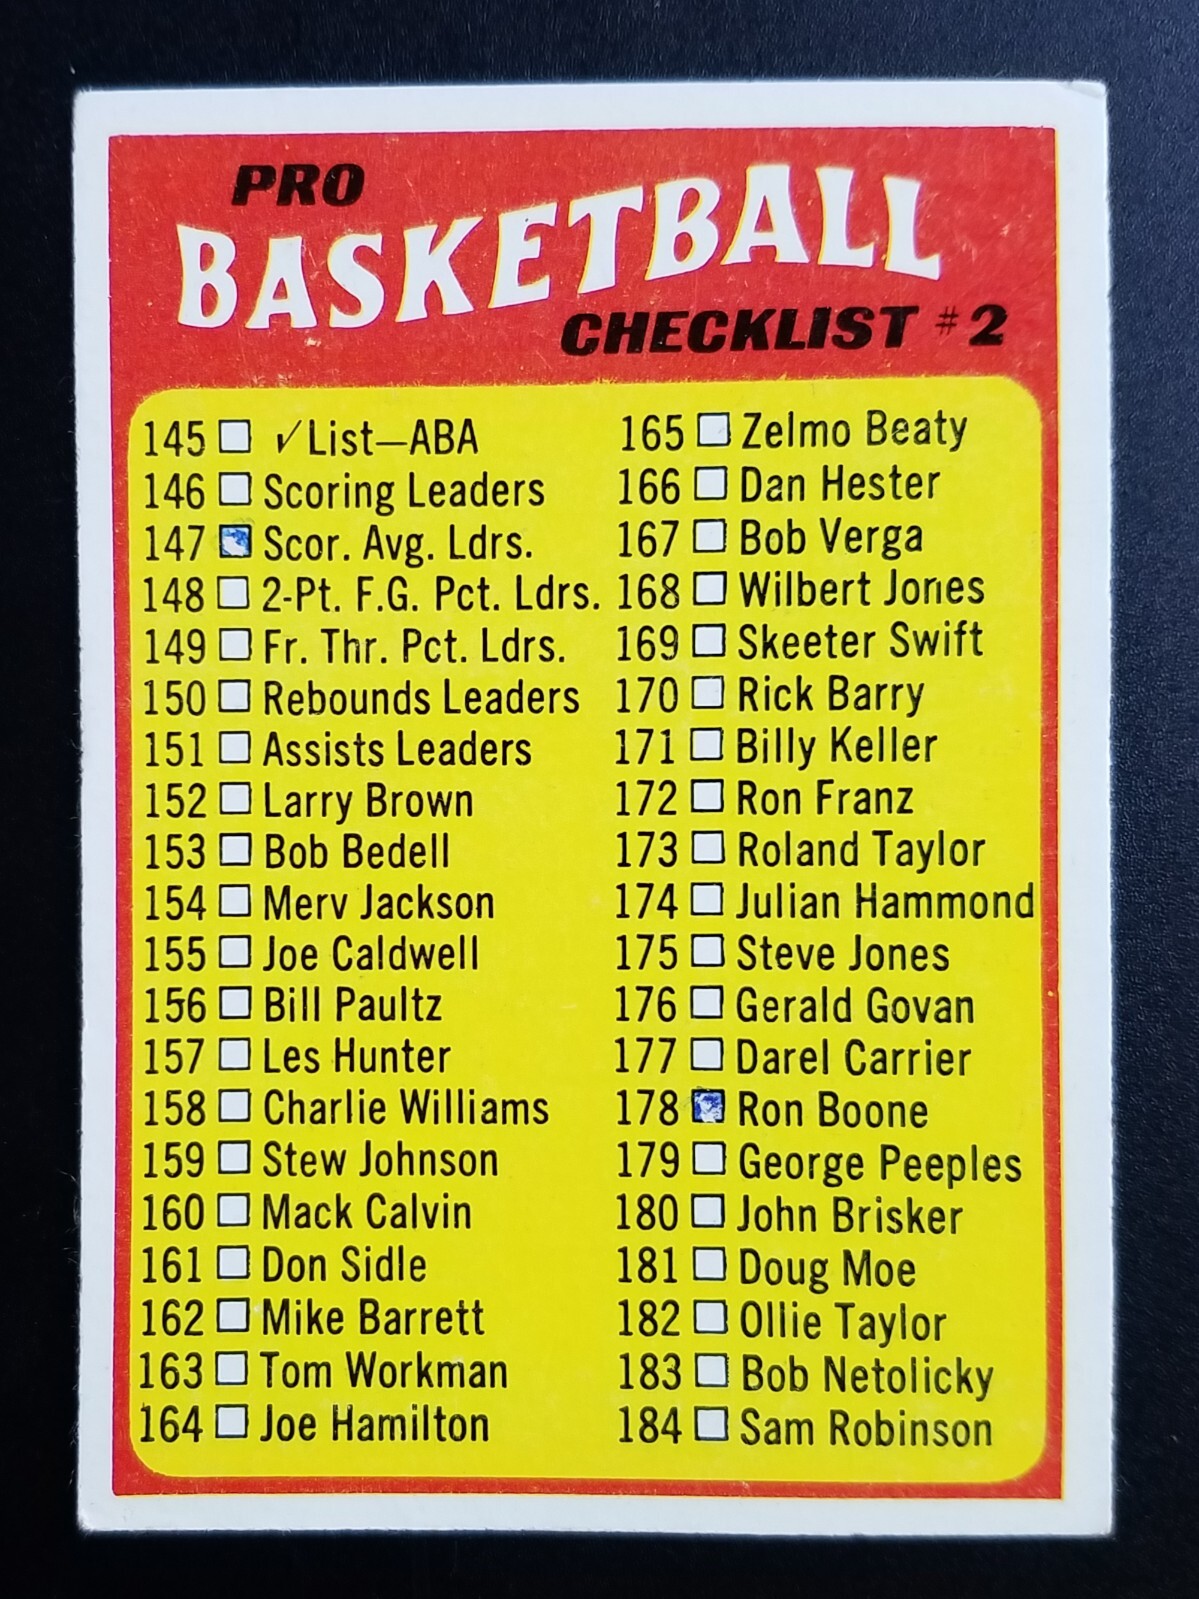 PRO
BASKETBALL
CHECKLIST #2
145 ☐ ✓List—ABA
146 ☐ Scoring Leaders
147 ☐ Scor. Avg. Ldrs.
148 ☐ 2-Pt. F.G. Pct. Ldrs.
149 ☐ Fr. Thr. Pct. Ldrs.
150 ☐ Rebounds Leaders
151 ☐ Assists Leaders
152 ☐ Larry Brown
153 ☐ Bob Bedell
154 ☐ Merv Jackson
155 ☐ Joe Caldwell
156 ☐ Bill Paultz
157 ☐ Les Hunter
158 ☐ Charlie Williams
159 ☐ Stew Johnson
160 ☐ Mack Calvin
161 ☐ Don Sidle
162 ☐ Mike Barrett
163 ☐ Tom Workman
164 ☐ Joe Hamilton
165 ☐ Zelmo Beaty
166 ☐ Dan Hester
167 ☐ Bob Verga
168 ☐ Wilbert Jones
169 ☐ Skeeter Swift
170 ☐ Rick Barry
171 ☐ Billy Keller
172 ☐ Ron Franz
173 ☐ Roland Taylor
174 ☐ Julian Hammond
175 ☐ Steve Jones
176 ☐ Gerald Govan
177 ☐ Darel Carrier
178 ☐ Ron Boone
179 ☐ George Peeples
180 ☐ John Brisker
181 ☐ Doug Moe
182 ☐ Ollie Taylor
183 ☐ Bob Netolicky
184 ☐ Sam Robinson